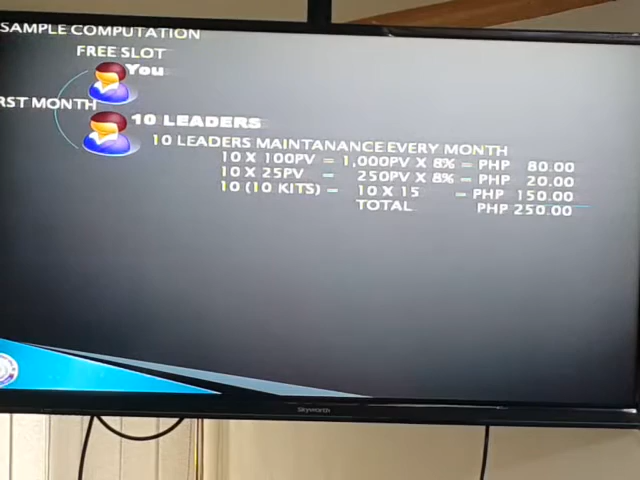 SAMPLE COMPUTATION
FREE SLOT
You
RST MONTH
10 LEADERS
10 LEADERS MAINTANANCE EVERY MONTH
10 X 100PV = 1,000PV X 8% = PHP 80.00
10 X 25PV = 250PV X 8% = PHP 20.00
10 (10 KITS) = 10 X 15 = PHP 150.00
TOTAL PHP 250.00
Skyworth